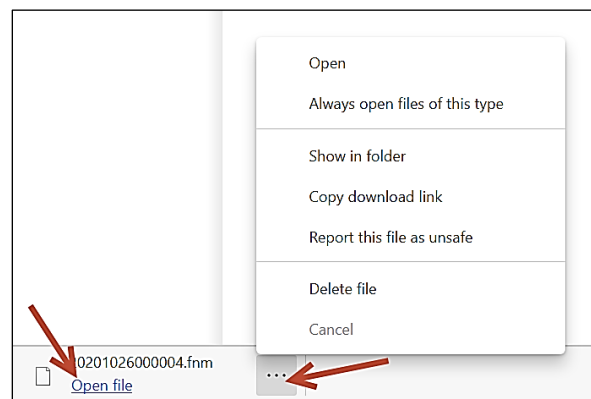 Open
Always open files of this type
Show in folder
Copy download link
Report this file as unsafe
Delete file
Cancel
20201026000004.fnm
...
Open file